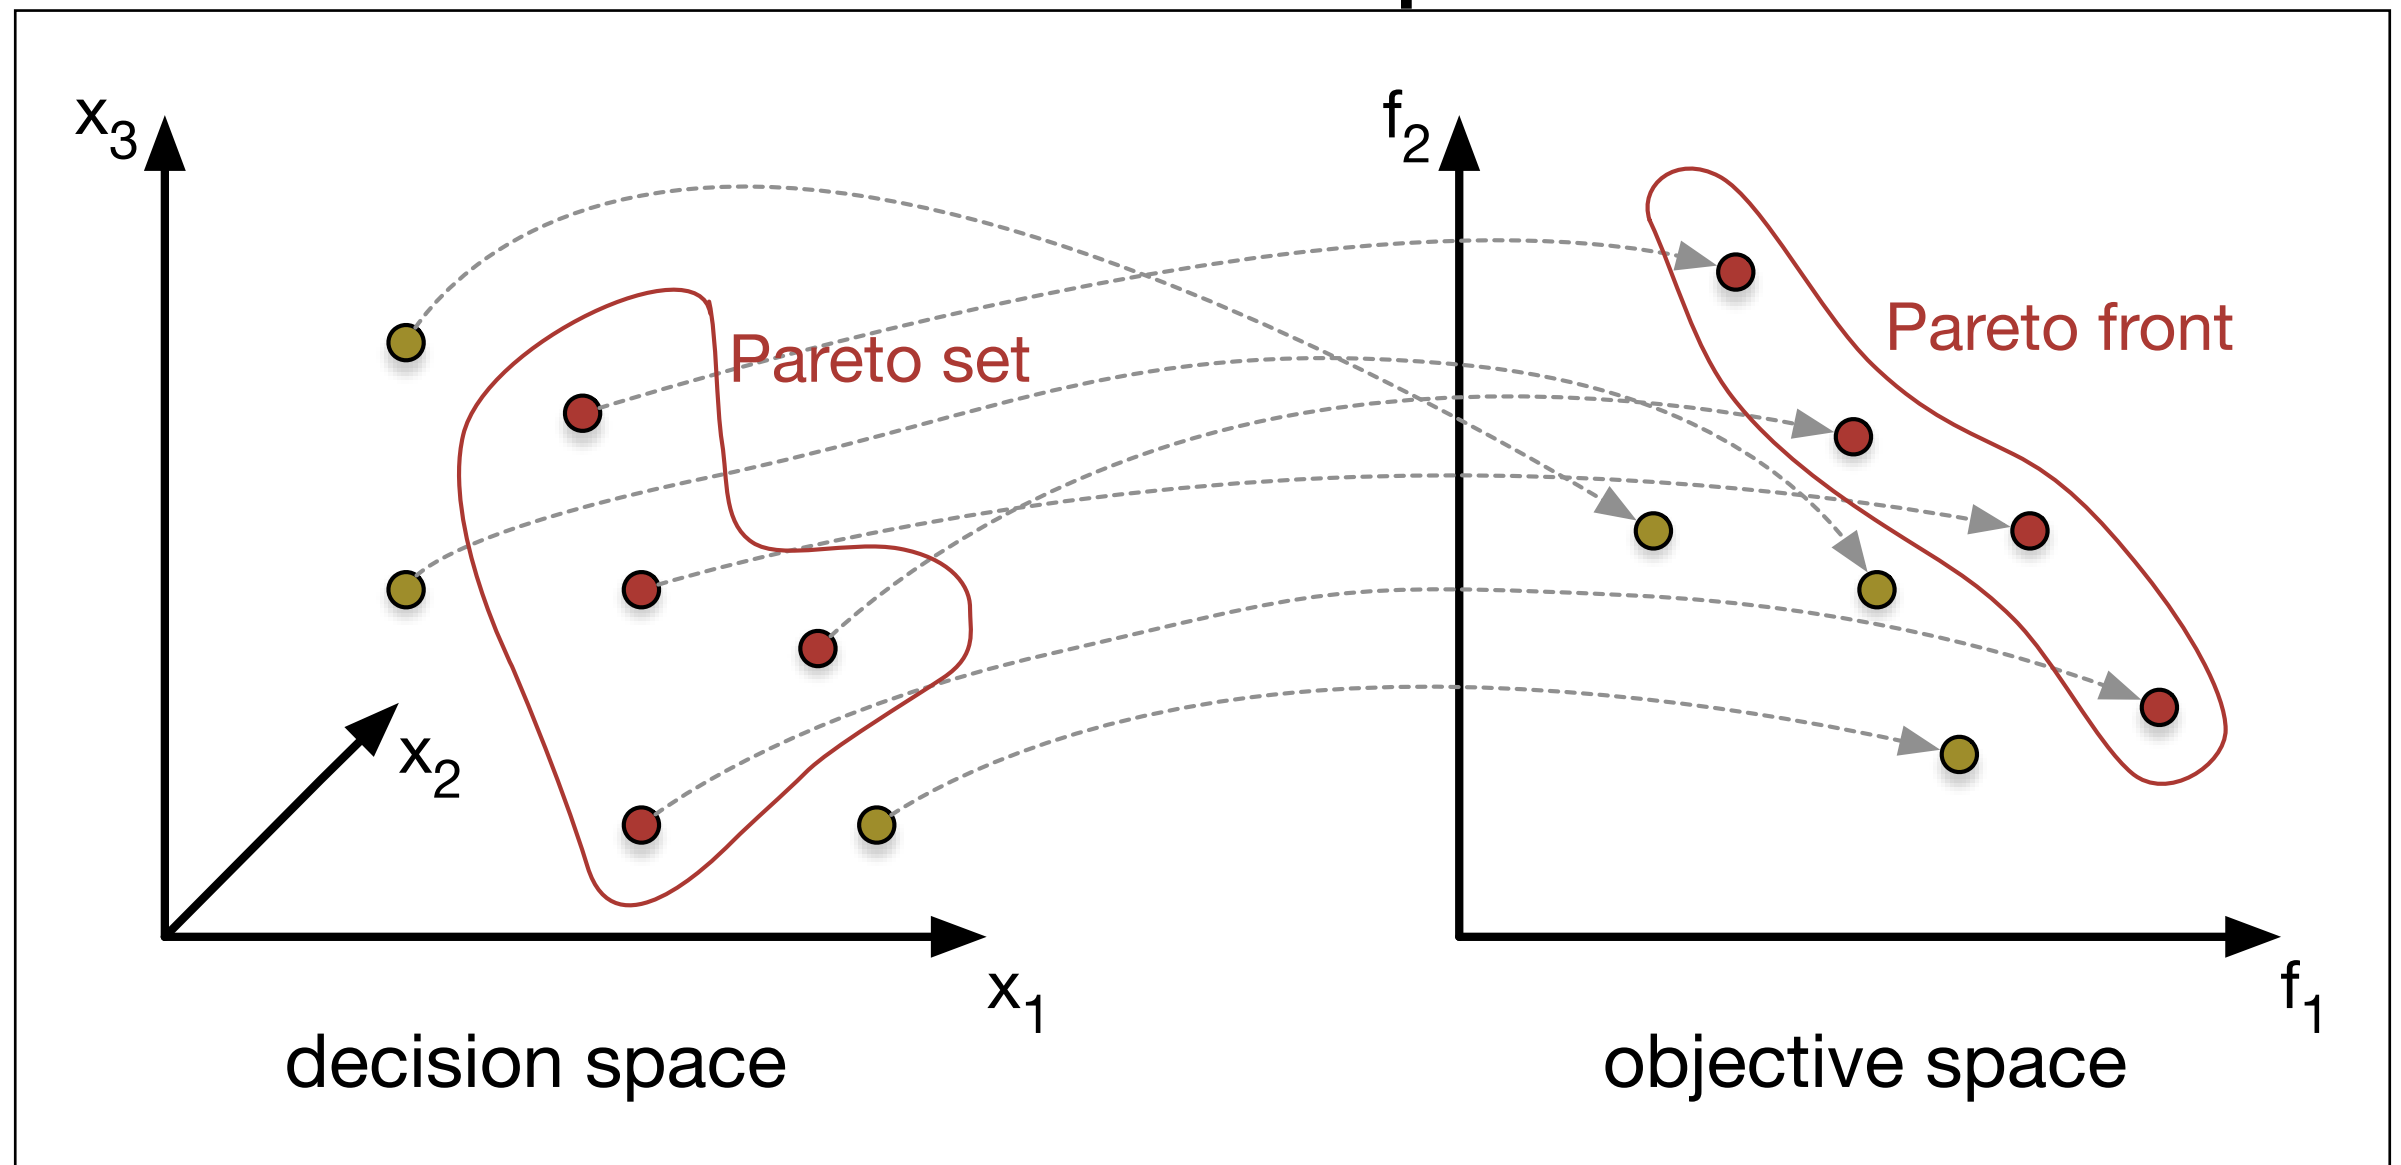 x3
f2
Pareto set
Pareto front
x2
x1
f1
decision space
objective space